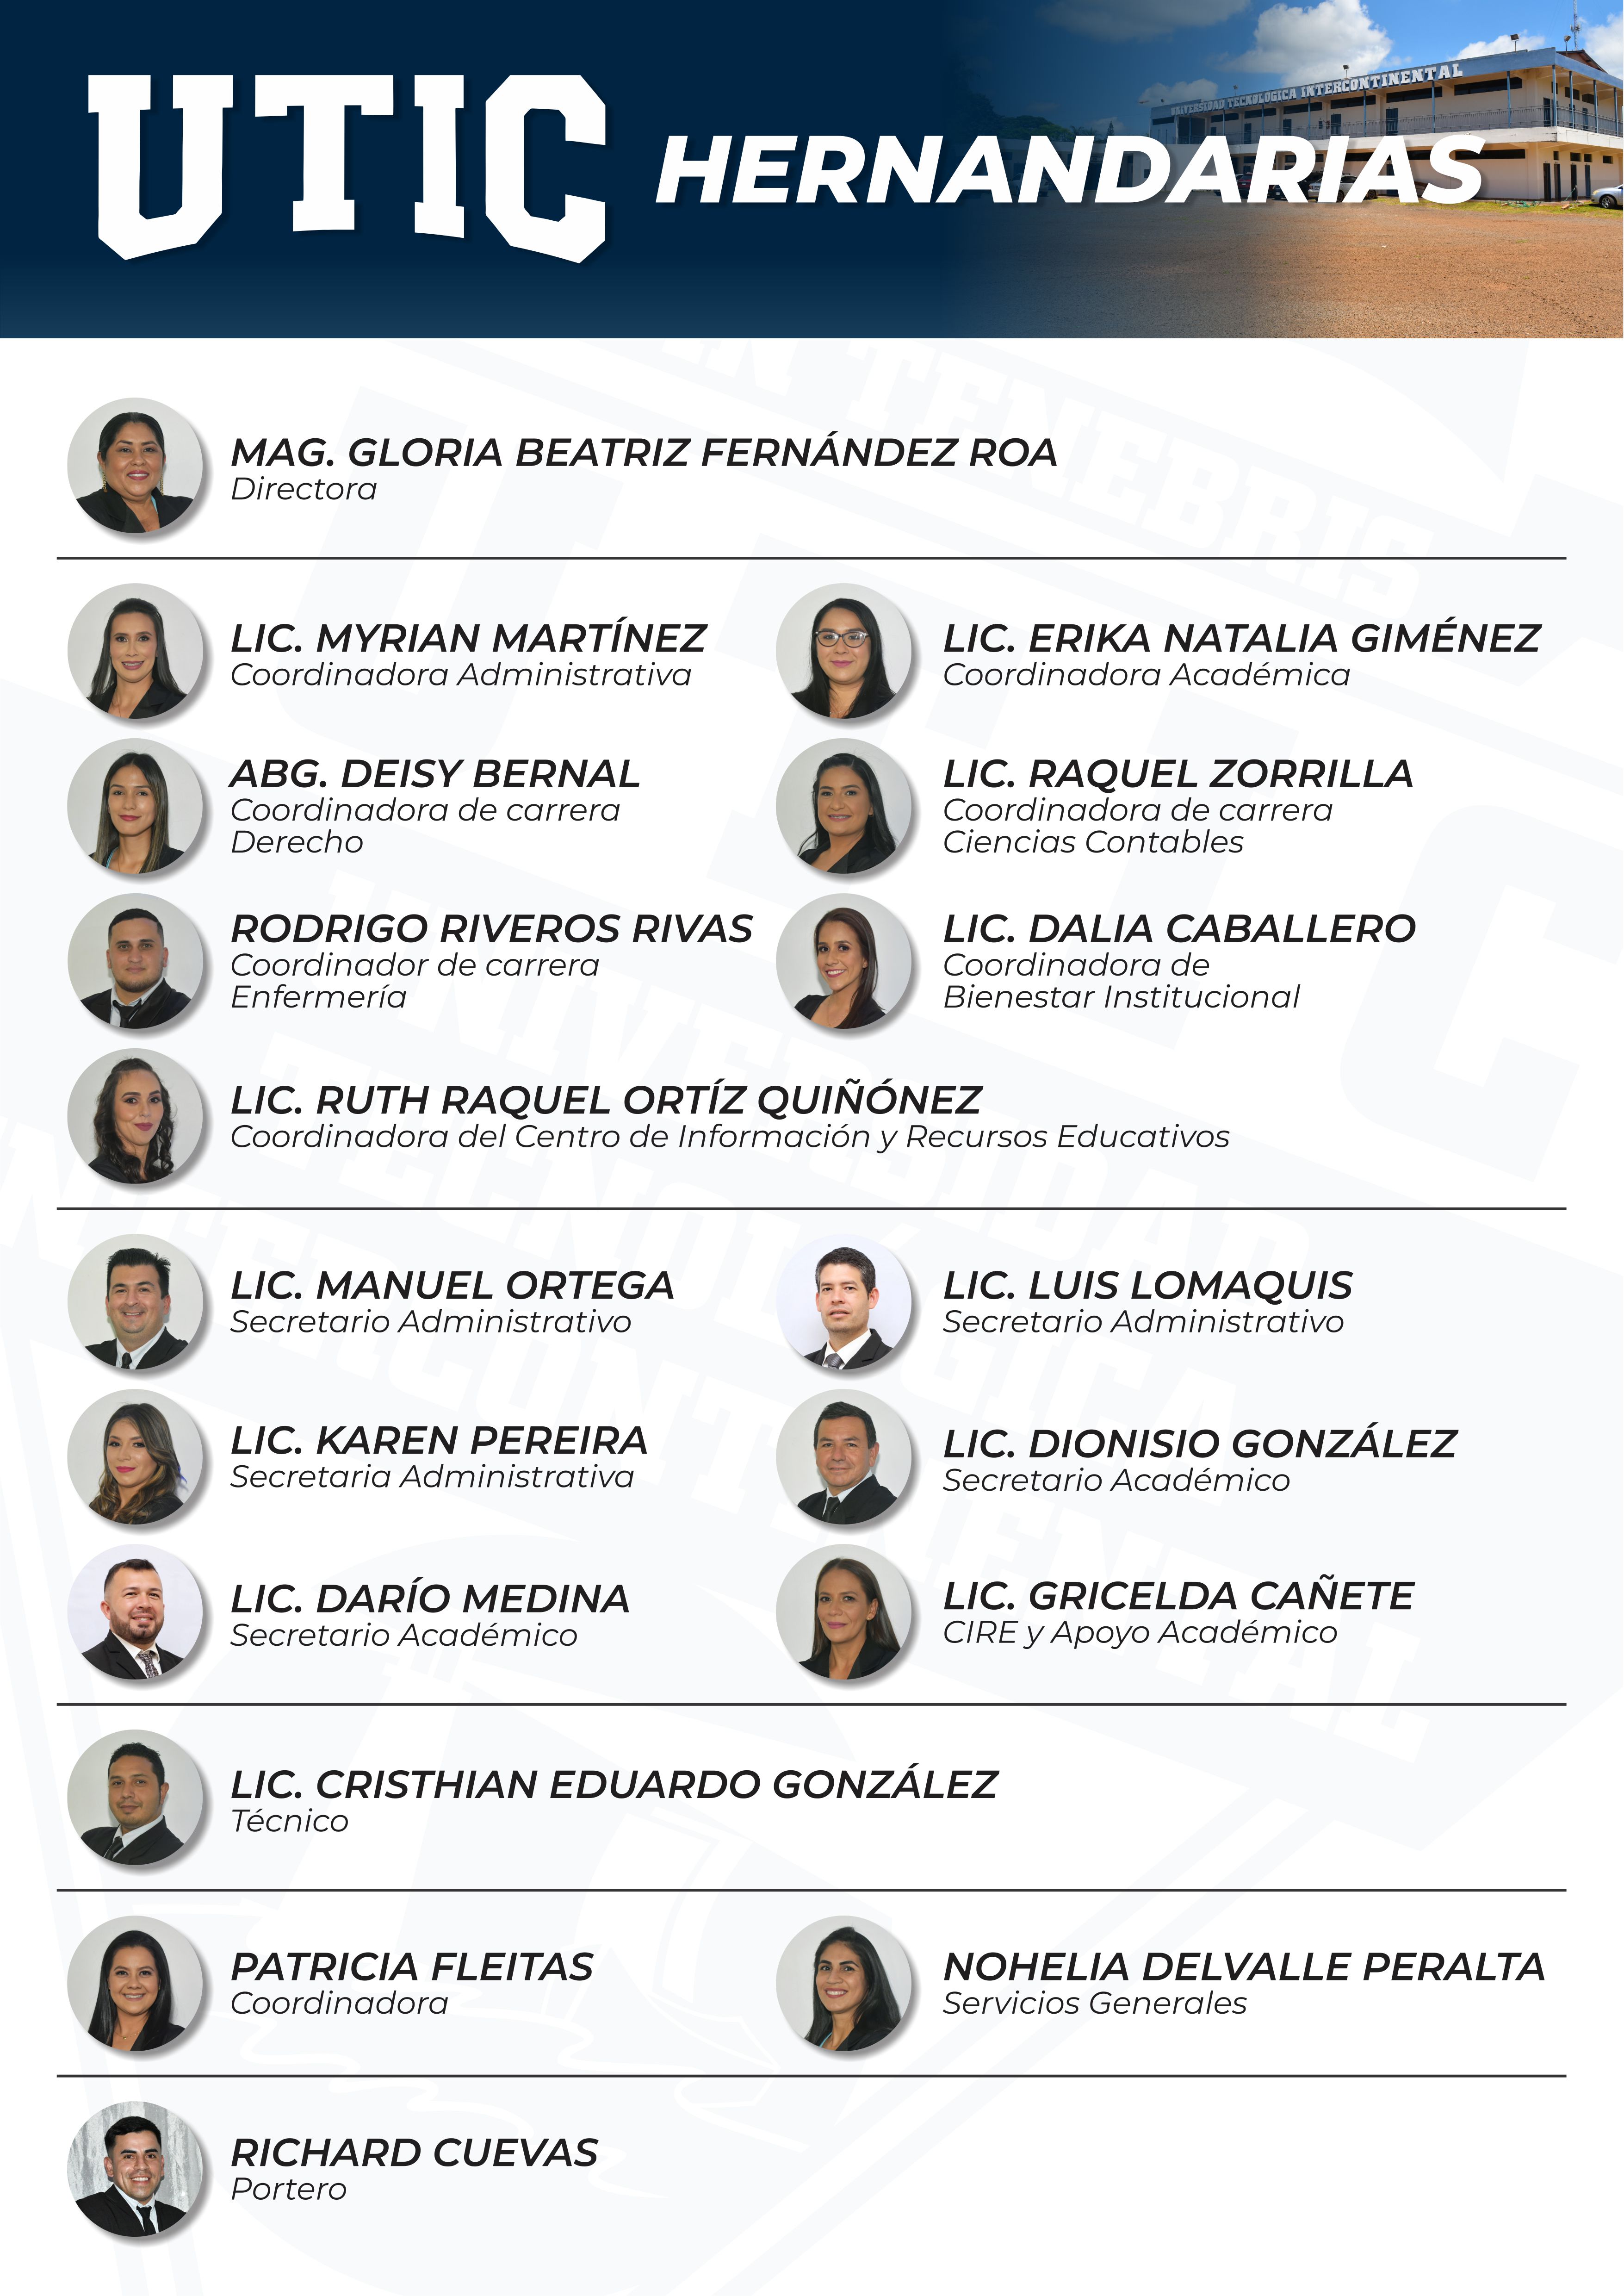 UTIC HERNANDARIAS
UNIVERSIDAD TECNOLÓGICA INTERCONTINENTAL
MAG. GLORIA BEATRIZ FERNÁNDEZ ROA
Directora
LIC. MYRIAN MARTÍNEZ
Coordinadora Administrativa
LIC. ERIKA NATALIA GIMÉNEZ
Coordinadora Académica
ABG. DEISY BERNAL
Coordinadora de carrera
Derecho
LIC. RAQUEL ZORRILLA
Coordinadora de carrera
Ciencias Contables
RODRIGO RIVEROS RIVAS
Coordinador de carrera
Enfermería
LIC. DALIA CABALLERO
Coordinadora de
Bienestar Institucional
LIC. RUTH RAQUEL ORTÍZ QUIÑÓNEZ
Coordinadora del Centro de Información y Recursos Educativos
LIC. MANUEL ORTEGA
Secretario Administrativo
LIC. LUIS LOMAQUIS
Secretario Administrativo
LIC. KAREN PEREIRA
Secretaria Administrativa
LIC. DIONISIO GONZÁLEZ
Secretario Académico
LIC. DARÍO MEDINA
Secretario Académico
LIC. GRICELDA CAÑETE
CIRE y Apoyo Académico
LIC. CRISTHIAN EDUARDO GONZÁLEZ
Técnico
PATRICIA FLEITAS
Coordinadora
NOHELIA DELVALLE PERALTA
Servicios Generales
RICHARD CUEVAS
Portero
TENEBRIS
UTIC
UNIVERSIDAD
TECNOLÓGICA
INTERCONTINENTAL